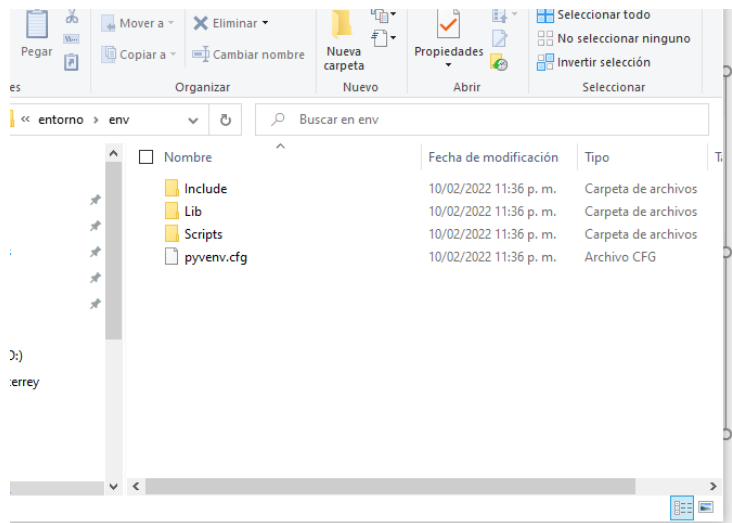 Mover a
Eliminar
Seleccionar todo
No seleccionar ninguno
Pegar
Copiar a
Cambiar nombre
Nueva
carpeta
Propiedades
Invertir selección
es
Organizar
Nuevo
Abrir
Seleccionar
« entorno > env
Buscar en env
Nombre
Fecha de modificación
Tipo
Include
10/02/2022 11:36 p. m.
Carpeta de archivos
Lib
10/02/2022 11:36 p. m.
Carpeta de archivos
Scripts
10/02/2022 11:36 p. m.
Carpeta de archivos
pyvenv.cfg
10/02/2022 11:36 p. m.
Archivo CFG
D:)
terrey